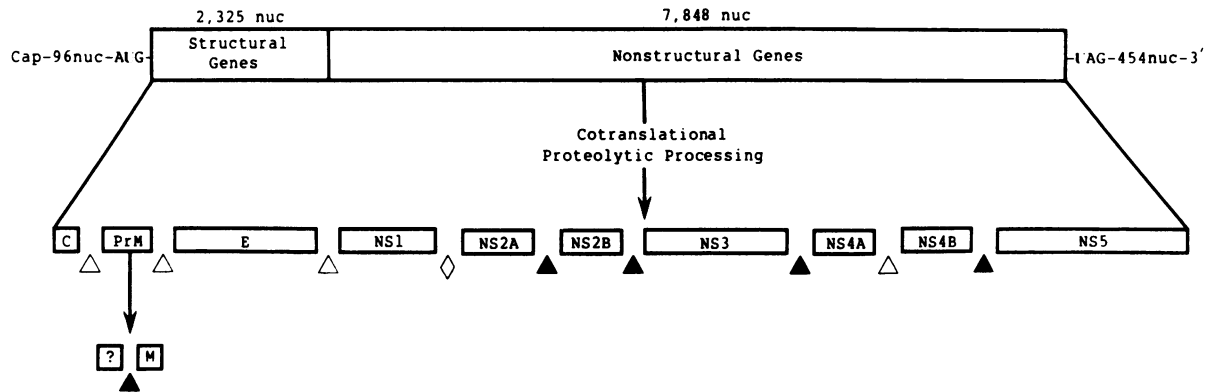 2,325 nuc
7,848 nuc
Cap-96nuc-AUG
Structural
Genes
Nonstructural Genes
UAG-454nuc-3'
Cotranslational
Proteolytic Processing
C
PrM
E
NS1
NS2A
NS2B
NS3
NS4A
NS4B
NS5
?
M